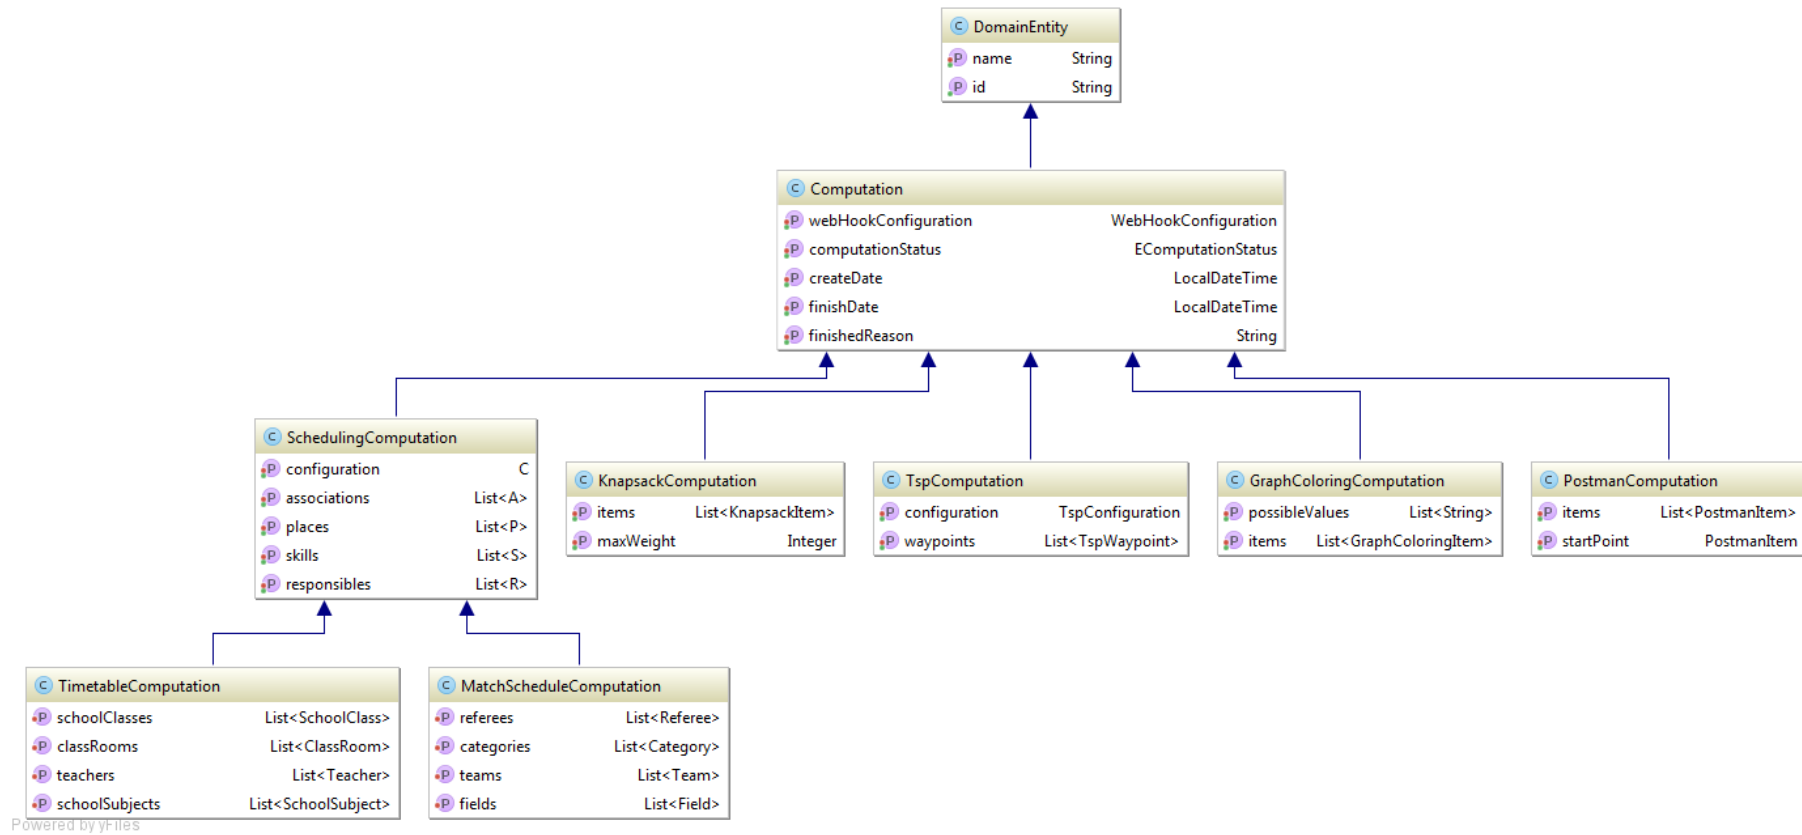 C DomainEntity
P name String
P id String
C Computation
P webHookConfiguration WebHookConfiguration
P computationStatus EComputationStatus
P createDate LocalDateTime
P finishDate LocalDateTime
P finishedReason String
C SchedulingComputation
P configuration C
P associations List<A>
P places List<P>
P skills List<S>
P responsibles List<R>
C KnapsackComputation
P items List<KnapsackItem>
P maxWeight Integer
C TspComputation
P configuration TspConfiguration
P waypoints List<TspWaypoint>
C GraphColoringComputation
P possibleValues List<String>
P items List<GraphColoringItem>
C PostmanComputation
P items List<PostmanItem>
P startPoint PostmanItem
C TimetableComputation
P schoolClasses List<SchoolClass>
P classRooms List<ClassRoom>
P teachers List<Teacher>
P schoolSubjects List<SchoolSubject>
C MatchScheduleComputation
P referees List<Referee>
P categories List<Category>
P teams List<Team>
P fields List<Field>
Powered by yFiles